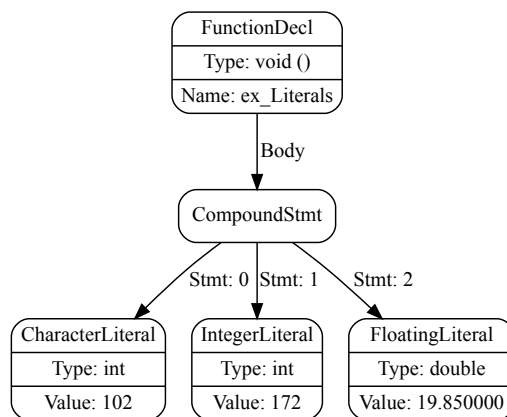 FunctionDecl
Type: void ()
Name: ex_Literals
Body
CompoundStmt
Stmt: 0
Stmt: 1
Stmt: 2
CharacterLiteral
Type: int
Value: 102
IntegerLiteral
Type: int
Value: 172
FloatingLiteral
Type: double
Value: 19.850000